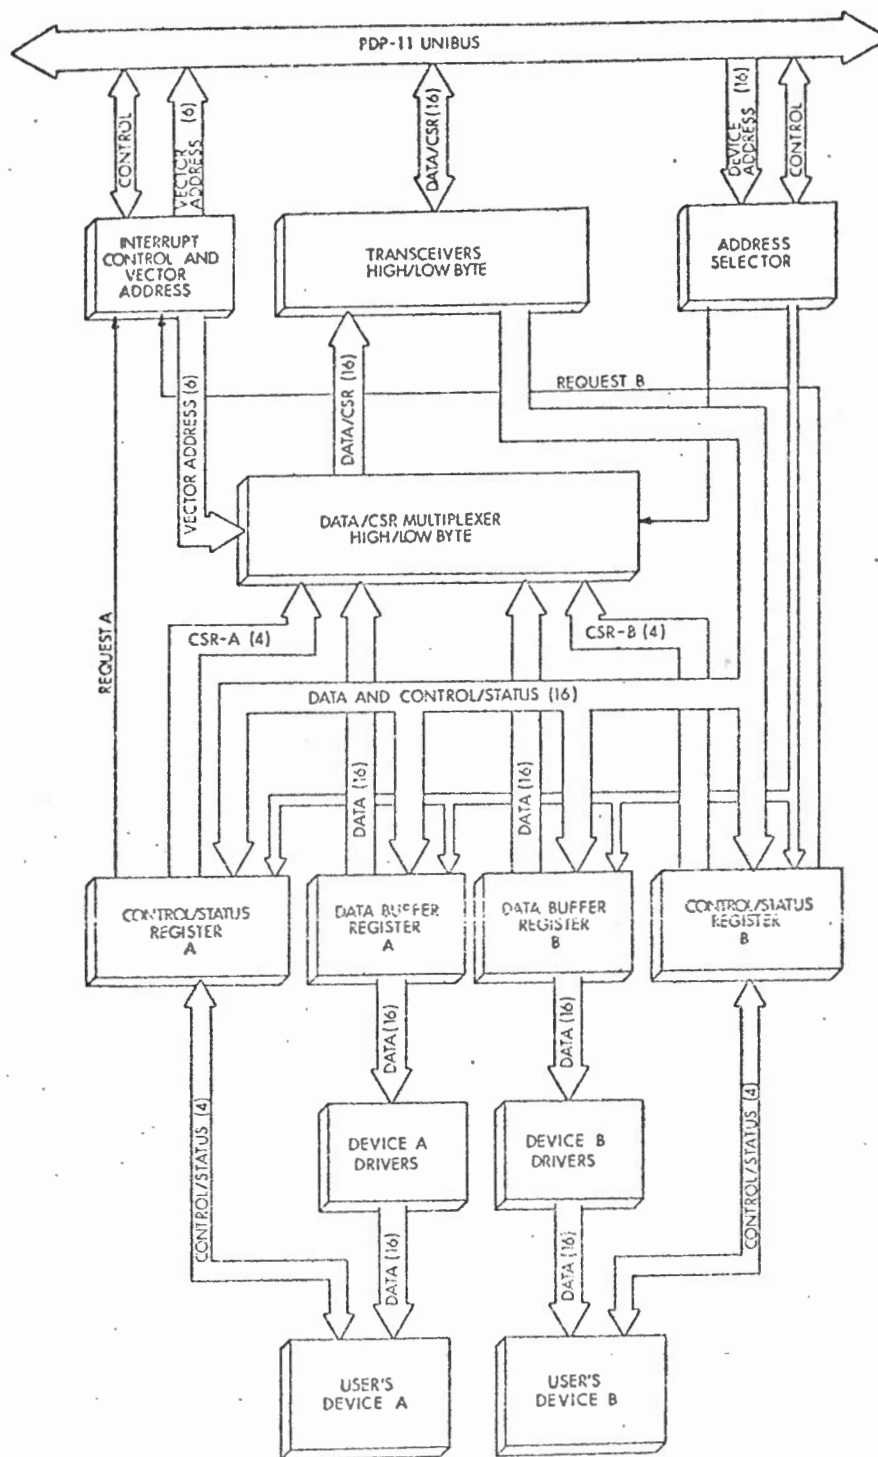 PDP-11 UNIBUS
CONTROL
VECTOR
ADDRESS (6)
DATA/CSR (16)
DEVICE
ADDRESS (16)
CONTROL
INTERRUPT
CONTROL AND
VECTOR
ADDRESS
TRANSCEIVERS
HIGH/LOW BYTE
ADDRESS
SELECTOR
REQUEST B
VECTOR ADDRESS (6)
DATA/CSR (16)
DATA/CSR MULTIPLEXER
HIGH/LOW BYTE
REQUEST A
CSR-A (4)
CSR-B (4)
DATA AND CONTROL/STATUS (16)
DATA (16)
DATA (16)
CONTROL/STATUS
REGISTER
A
DATA BUFFER
REGISTER
A
DATA BUFFER
REGISTER
B
CONTROL/STATUS
REGISTER
B
DATA (16)
DATA (16)
CONTROL/STATUS (4)
CONTROL/STATUS (4)
DEVICE A
DRIVERS
DEVICE B
DRIVERS
DATA (16)
DATA (16)
USER'S
DEVICE A
USER'S
DEVICE B